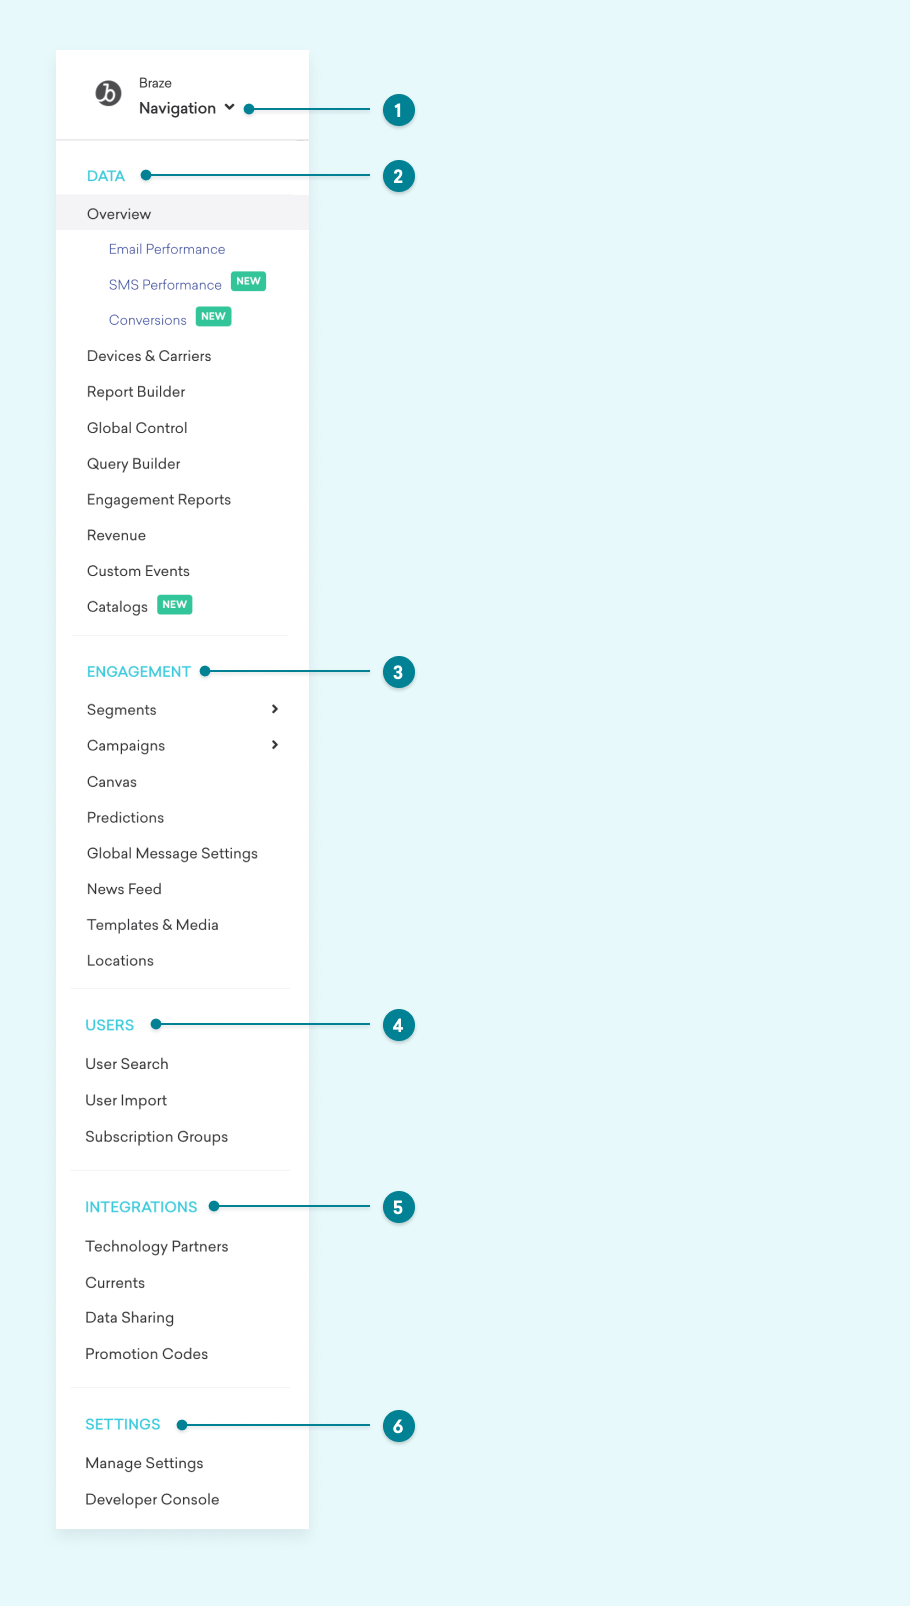 Braze
Navigation
1
DATA
2
Overview
Email Performance
SMS Performance NEW
Conversions NEW
Devices & Carriers
Report Builder
Global Control
Query Builder
Engagement Reports
Revenue
Custom Events
Catalogs NEW
ENGAGEMENT
3
Segments
Campaigns
Canvas
Predictions
Global Message Settings
News Feed
Templates & Media
Locations
USERS
4
User Search
User Import
Subscription Groups
INTEGRATIONS
5
Technology Partners
Currents
Data Sharing
Promotion Codes
SETTINGS
6
Manage Settings
Developer Console